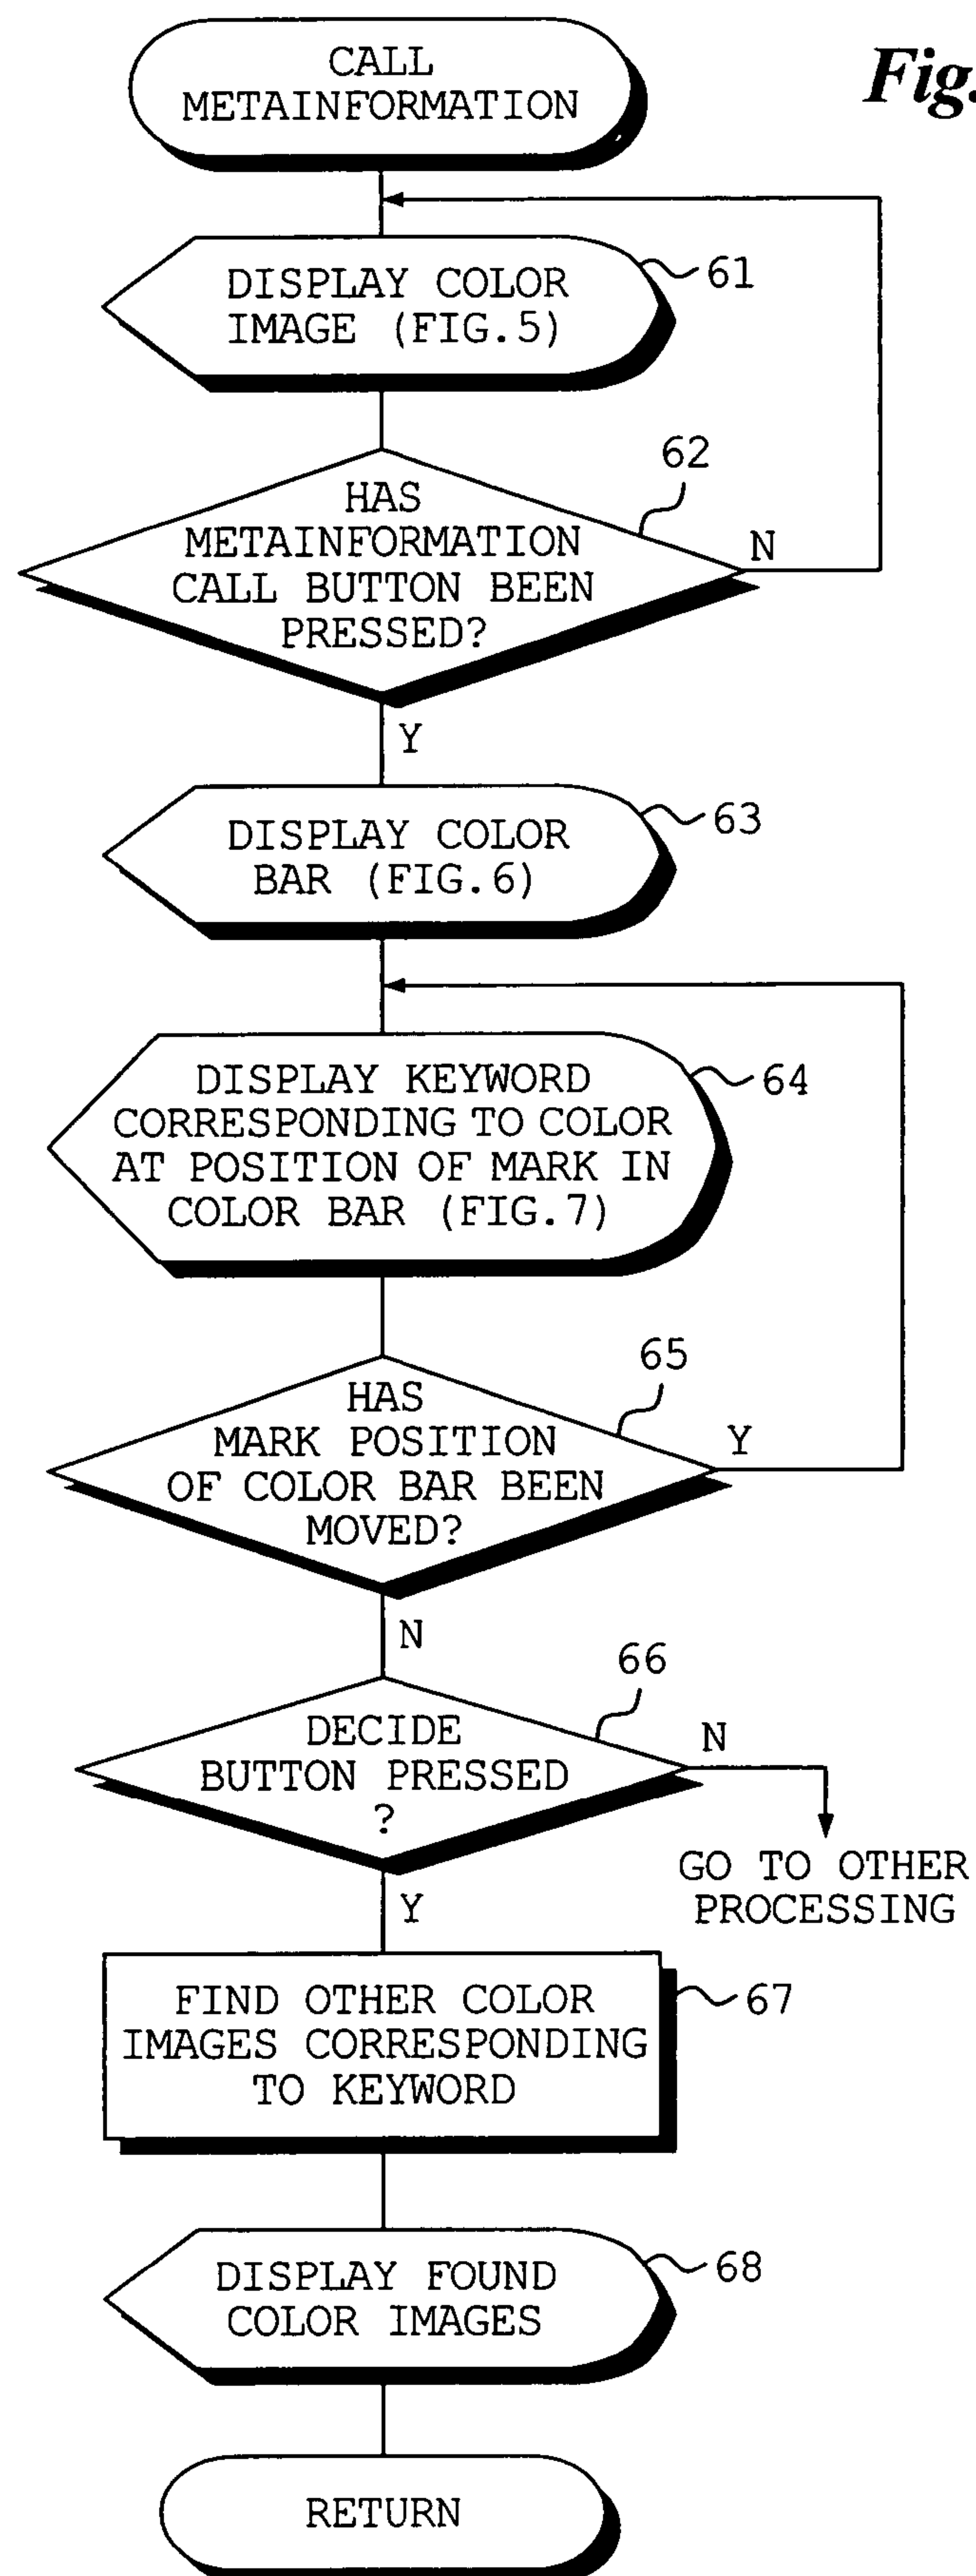 CALL
METAINFORMATION
Fig.
DISPLAY COLOR
IMAGE (FIG.5)
61
HAS
METAINFORMATION
CALL BUTTON BEEN
PRESSED?
62
N
Y
DISPLAY COLOR
BAR (FIG.6)
63
DISPLAY KEYWORD
CORRESPONDING TO COLOR
AT POSITION OF MARK IN
COLOR BAR (FIG.7)
64
HAS
MARK POSITION
OF COLOR BAR BEEN
MOVED?
65
Y
N
DECIDE
BUTTON PRESSED
?
66
N
GO TO OTHER
PROCESSING
Y
FIND OTHER COLOR
IMAGES CORRESPONDING
TO KEYWORD
67
DISPLAY FOUND
COLOR IMAGES
68
RETURN